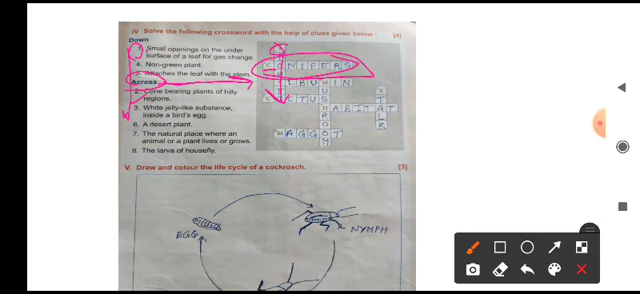 IV Solve the following crossword with the help of clues given below : [4]
Down
Small openings on the under
surface of a leaf for gas change.
4. Non-green plant.
5. Attaches the leaf with the stem.
Across
2. Cone bearing plants of hilly
regions.
3. White jelly-like substance,
inside a bird's egg.
6. A desert plant.
7. The natural place where an
animal or a plant lives or grows.
8. The larva of housefly.
CONIFERS
BUMIN
CTUS
HABITAT
MAGGOT
V. Draw and colour the life cycle of a cockroach. [3]
EGG
NYMPH